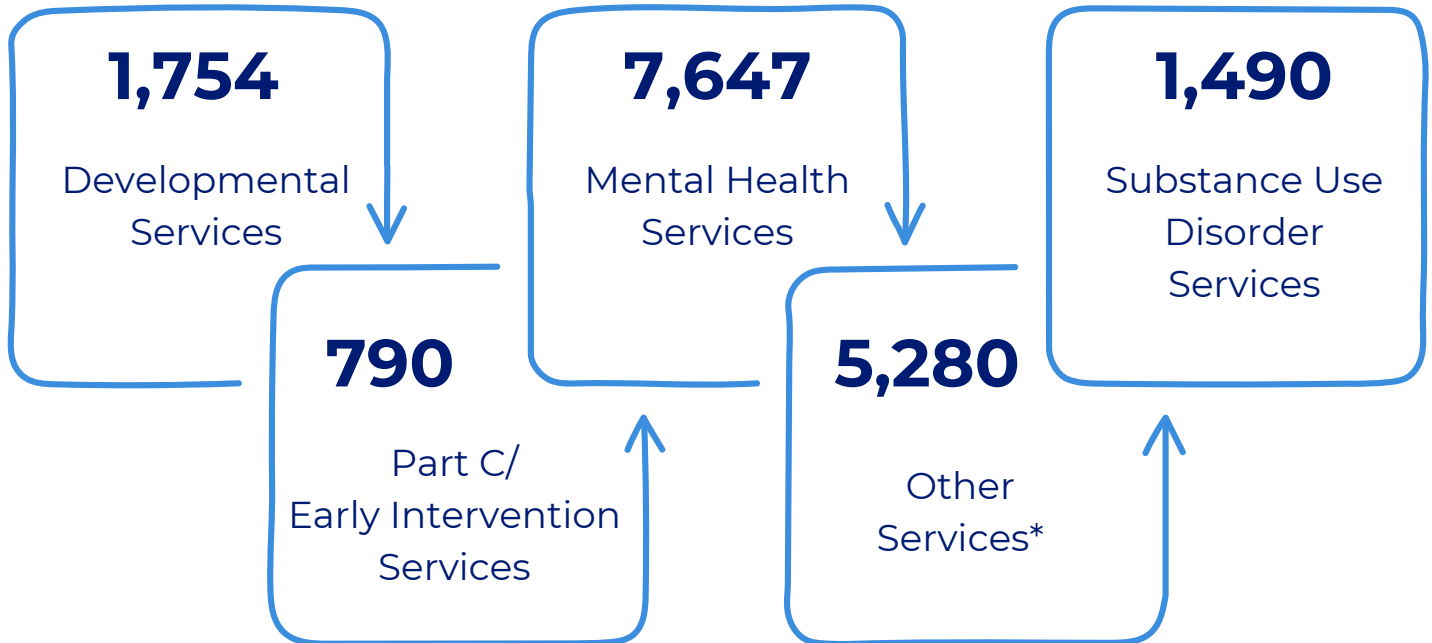 1,754
Developmental
Services
790
Part C/
Early Intervention
Services
7,647
Mental Health
Services
5,280
Other
Services*
1,490
Substance Use
Disorder
Services